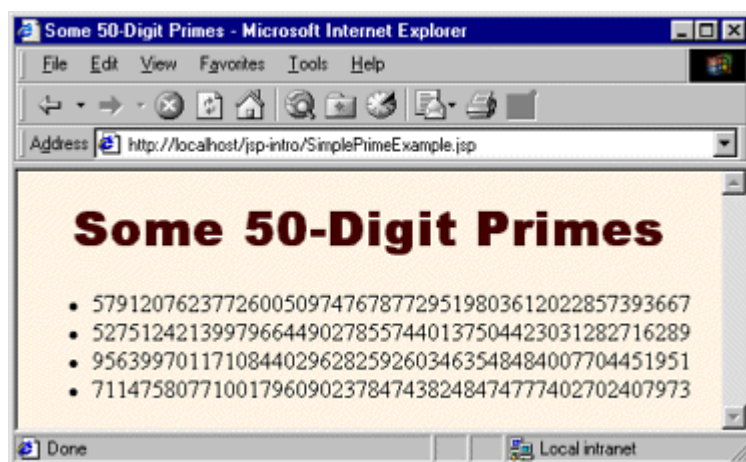 Some 50-Digit Primes - Microsoft Internet Explorer
File Edit View Favorites Tools Help
Address http://localhost/jsp-intro/SimplePrimeExample.jsp
Some 50-Digit Primes
57912076237726005097476787729519803612022857393667
52751242139979664490278557440137504423031282716289
95639970117108440296282592603463548484007704451951
71147580771001796090237847438248474777402702407973
Done Local intranet